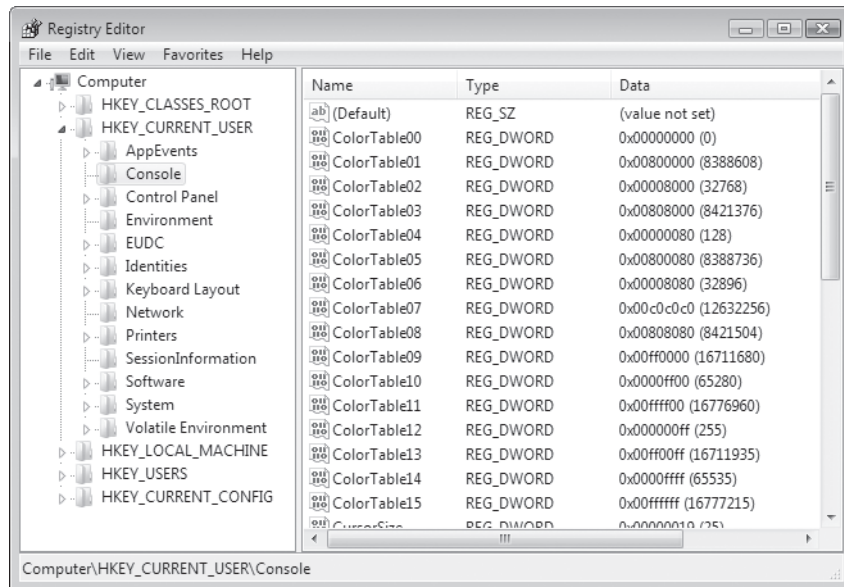 Registry Editor
File Edit View Favorites Help
Computer
HKEY_CLASSES_ROOT
HKEY_CURRENT_USER
AppEvents
Console
Control Panel
Environment
EUDC
Identities
Keyboard Layout
Network
Printers
SessionInformation
Software
System
Volatile Environment
HKEY_LOCAL_MACHINE
HKEY_USERS
HKEY_CURRENT_CONFIG
Name Type Data
(Default) REG_SZ (value not set)
ColorTable00 REG_DWORD 0x00000000 (0)
ColorTable01 REG_DWORD 0x00800000 (8388608)
ColorTable02 REG_DWORD 0x00008000 (32768)
ColorTable03 REG_DWORD 0x00808000 (8421376)
ColorTable04 REG_DWORD 0x00000080 (128)
ColorTable05 REG_DWORD 0x00800080 (8388736)
ColorTable06 REG_DWORD 0x00008080 (32896)
ColorTable07 REG_DWORD 0x00c0c0c0 (12632256)
ColorTable08 REG_DWORD 0x00808080 (8421504)
ColorTable09 REG_DWORD 0x00ff0000 (16711680)
ColorTable10 REG_DWORD 0x0000ff00 (65280)
ColorTable11 REG_DWORD 0x00ffff00 (16776960)
ColorTable12 REG_DWORD 0x000000ff (255)
ColorTable13 REG_DWORD 0x00ff00ff (16711935)
ColorTable14 REG_DWORD 0x0000ffff (65535)
ColorTable15 REG_DWORD 0x00ffffff (16777215)
CursorSize REG_DWORD 0x00000019 (25)
Computer\HKEY_CURRENT_USER\Console